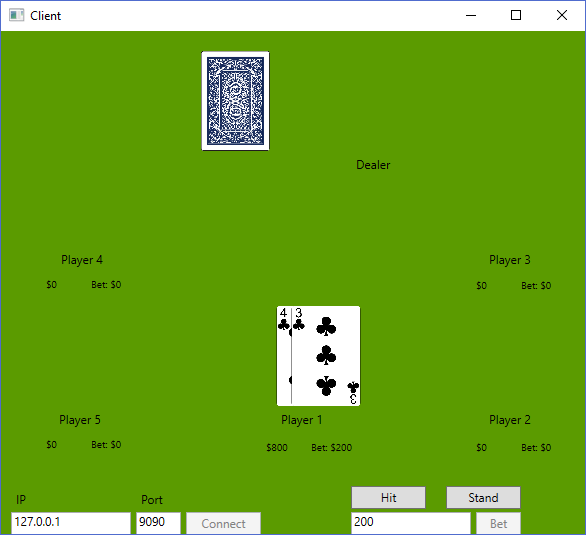 Client
Dealer
Player 4
Player 3
$0 Bet: $0
$0 Bet: $0
4 3
3
Player 5
Player 1
Player 2
$0 Bet: $0
$800 Bet: $200
$0 Bet: $0
Hit
Stand
IP
Port
127.0.0.1
9090
Connect
200
Bet